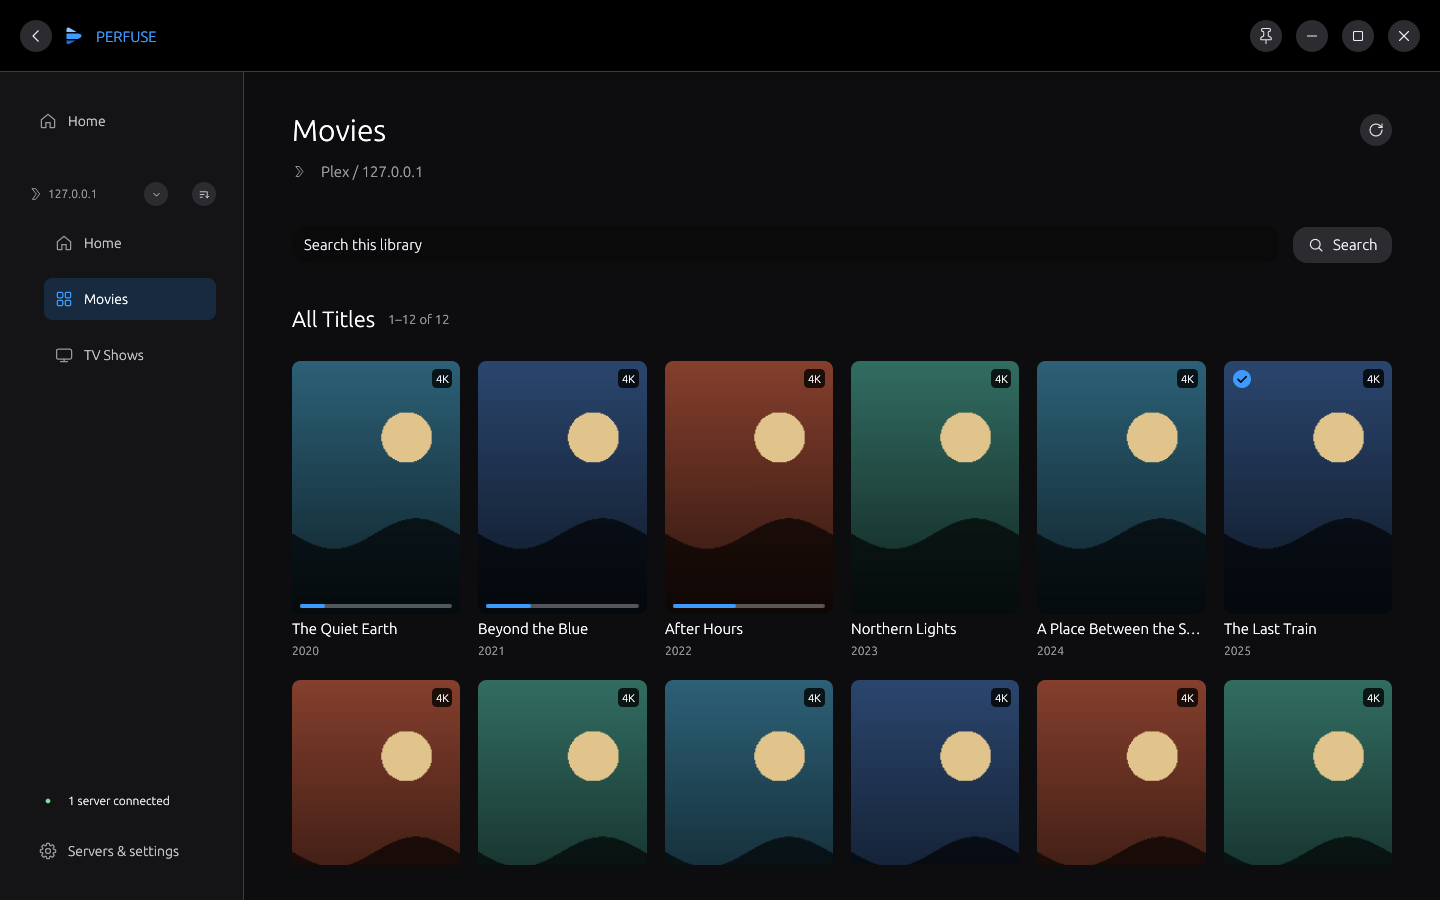 PERFUSE
Home
127.0.0.1
Home
Movies
TV Shows
1 server connected
Servers & settings
Movies
Plex / 127.0.0.1
Search this library
Search
All Titles 1–12 of 12
4K 4K 4K 4K 4K 4K
The Quiet Earth
2020
Beyond the Blue
2021
After Hours
2022
Northern Lights
2023
A Place Between the S...
2024
The Last Train
2025
4K 4K 4K 4K 4K 4K